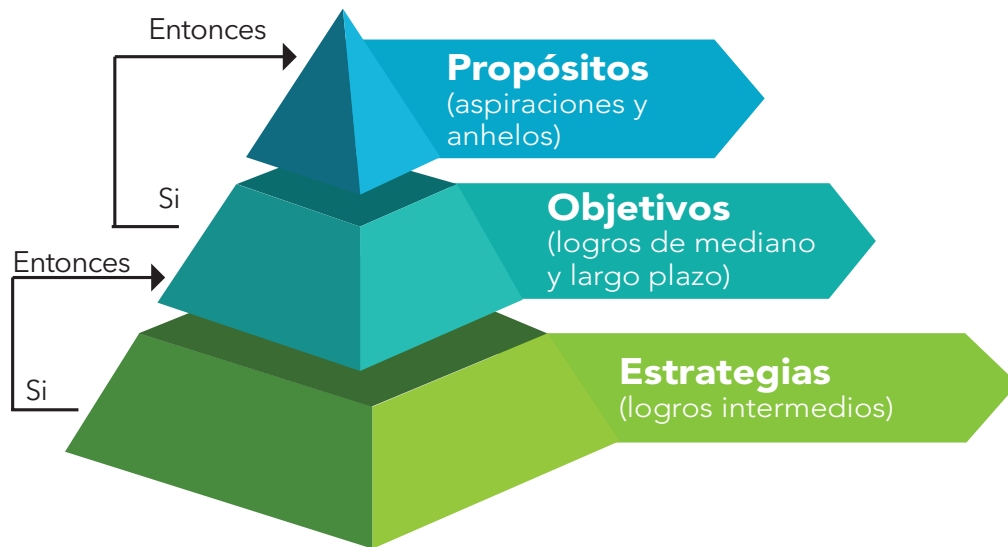 Entonces
Propósitos
(aspiraciones y
anhelos)
Si
Objetivos
(logros de mediano
y largo plazo)
Entonces
Estrategias
(logros intermedios)
Si